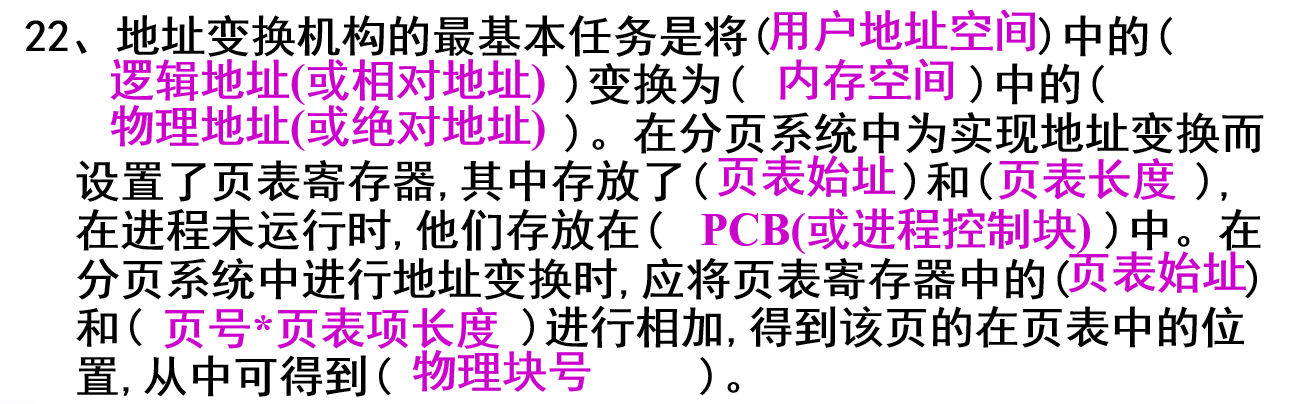 22、地址变换机构的最基本任务是将(用户地址空间)中的(
逻辑地址(或相对地址) )变换为( 内存空间 )中的(
物理地址(或绝对地址) )。在分页系统中为实现地址变换而
设置了页表寄存器,其中存放了(页表始址)和(页表长度 ),
在进程未运行时,他们存放在( PCB(或进程控制块) )中。在
分页系统中进行地址变换时,应将页表寄存器中的(页表始址)
和( 页号*页表项长度 )进行相加,得到该页的在页表中的位
置,从中可得到( 物理块号 )。